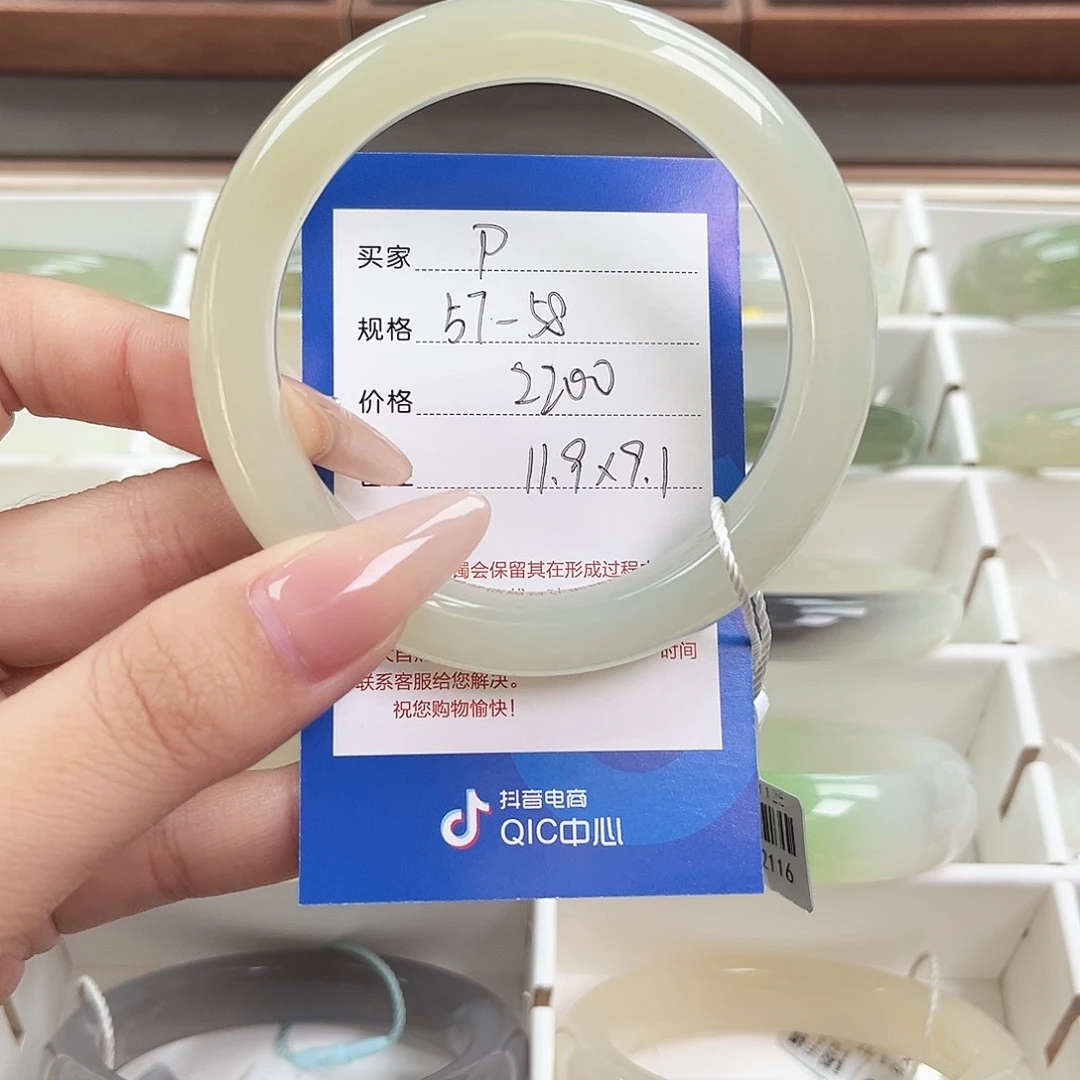 买家 P
规格 57-58
价格 2200
11.9×9.1
镯会保留其在形成过程
时间
联系客服给您解决。
祝您购物愉快!
抖音电商
QIC中心
2116